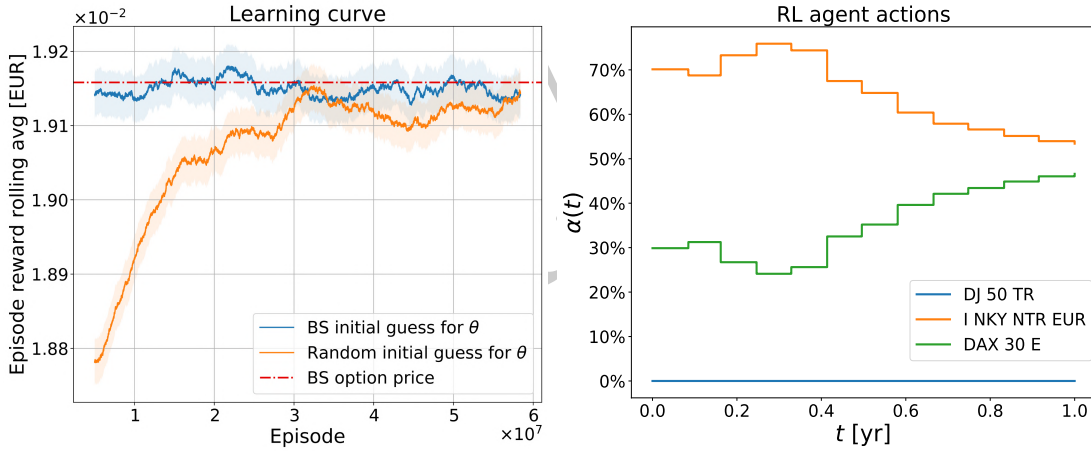 Learning curve
×10⁻²
Episode reward rolling avg [EUR]
1.92
1.91
1.90
1.89
1.88
BS initial guess for θ
Random initial guess for θ
BS option price
1
2
3
4
5
6
Episode
×10⁷
RL agent actions
α(t)
70%
60%
50%
40%
30%
20%
10%
0%
DJ 50 TR
I NKY NTR EUR
DAX 30 E
0.0
0.2
0.4
0.6
0.8
1.0
t [yr]